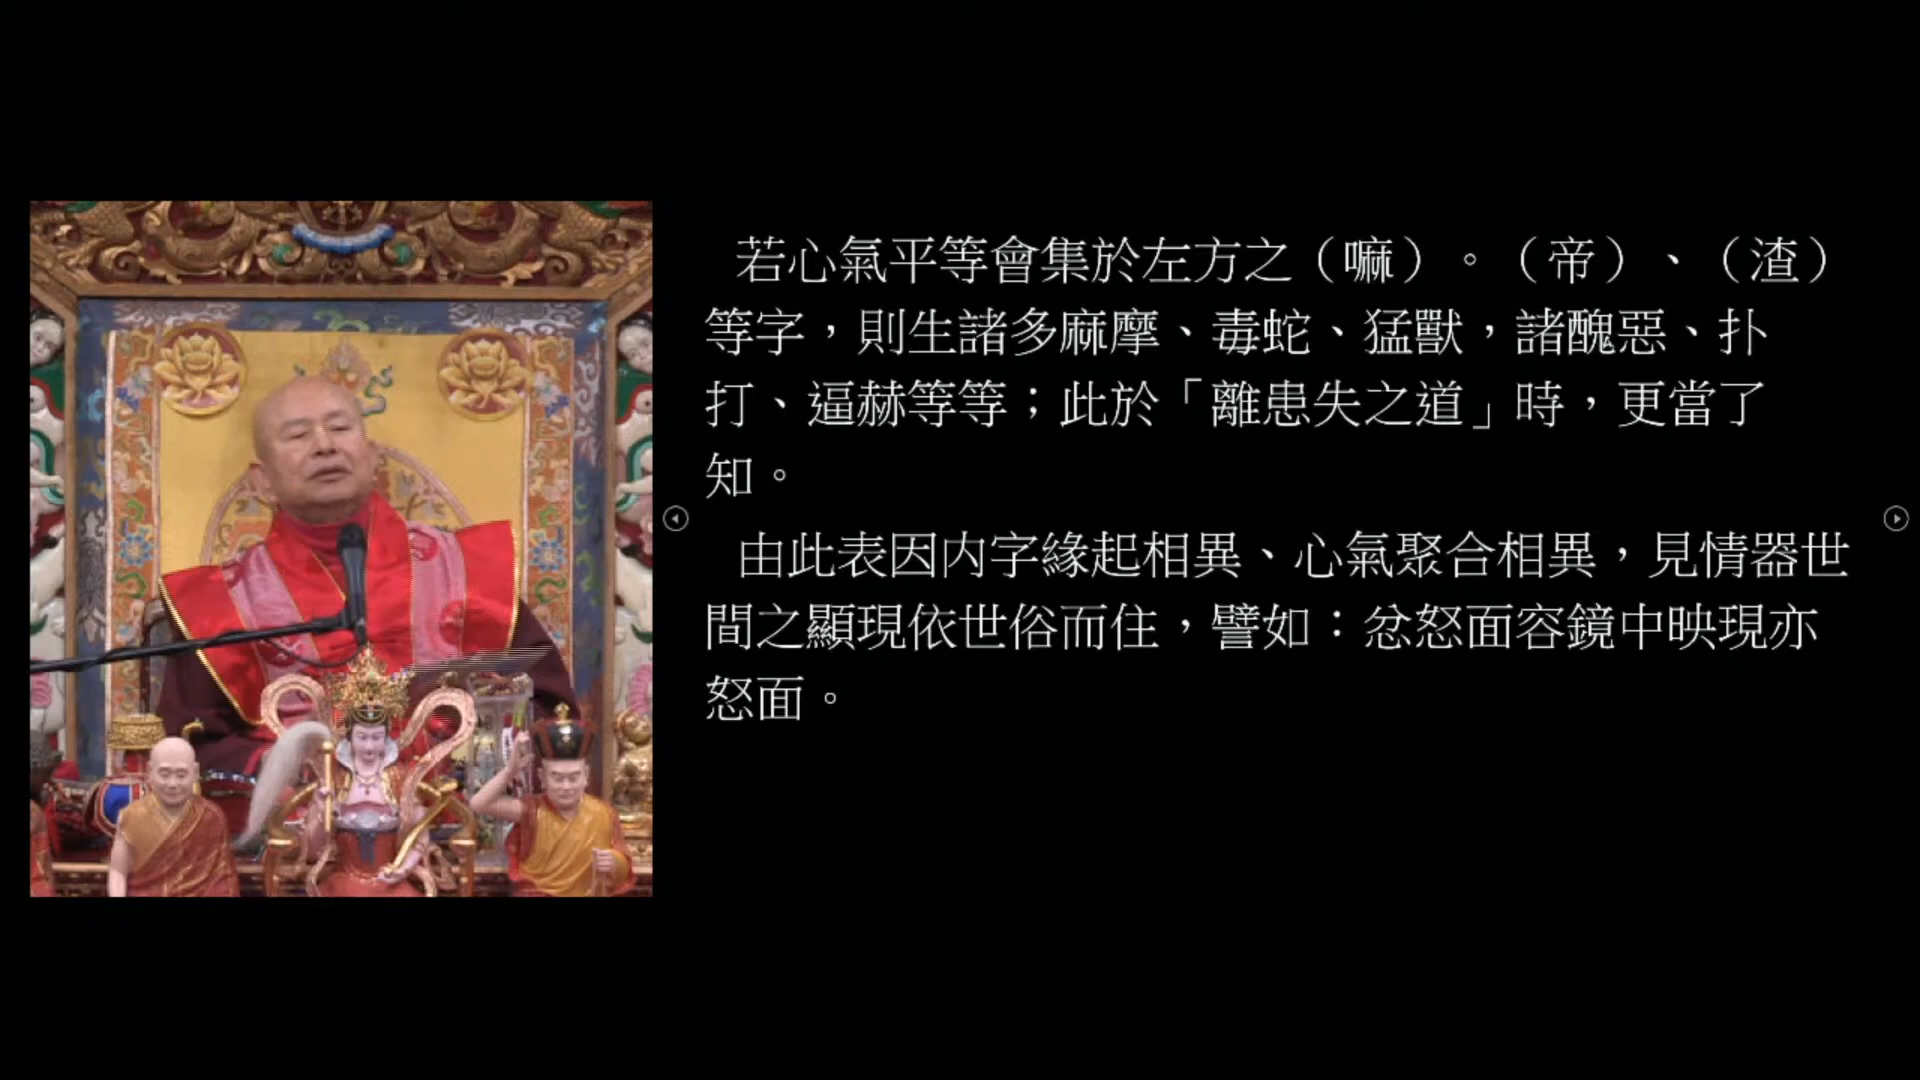 若心氣平等會集於左方之（嘛）。（帝）、（渣）
等字，則生諸多麻摩、毒蛇、猛獸，諸醜惡、扑
打、逼赫等等；此於「離患失之道」時，更當了
知。
由此表因内字緣起相異、心氣聚合相異，見情器世
間之顯現依世俗而住，譬如：忿怒面容鏡中映現亦
怒面。